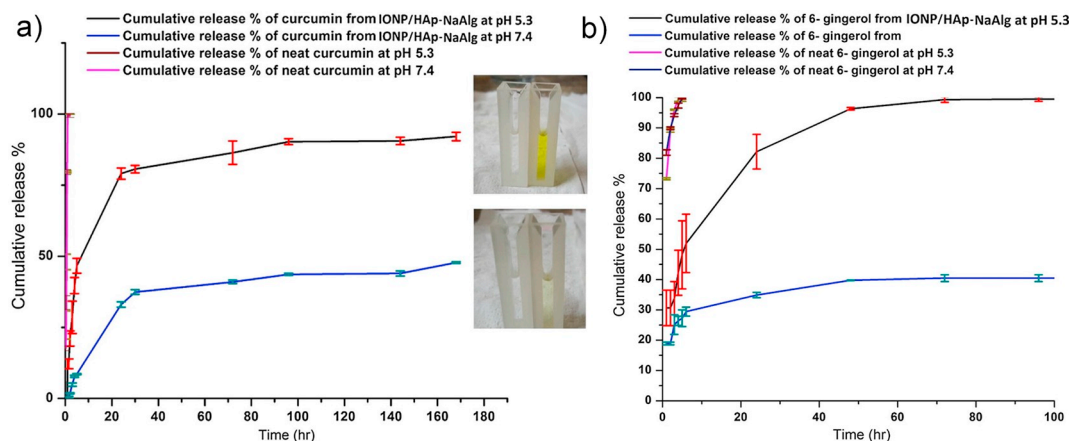 a)
Cumulative release % of curcumin from IONP/HAp-NaAlg at pH 5.3
Cumulative release % of curcumin from IONP/HAp-NaAlg at pH 7.4
Cumulative release % of neat curcumin at pH 5.3
Cumulative release % of neat curcumin at pH 7.4
Cumulative release %
100
50
0
0 20 40 60 80 100 120 140 160 180
Time (hr)
b)
Cumulative release % of 6- gingerol from IONP/HAp-NaAlg at pH 5.3
Cumulative release % of 6- gingerol from
Cumulative release % of neat 6- gingerol at pH 5.3
Cumulative release % of neat 6- gingerol at pH 7.4
Cumulative release %
100
90
80
70
60
50
40
30
20
10
0
0 20 40 60 80 100
Time (hr)